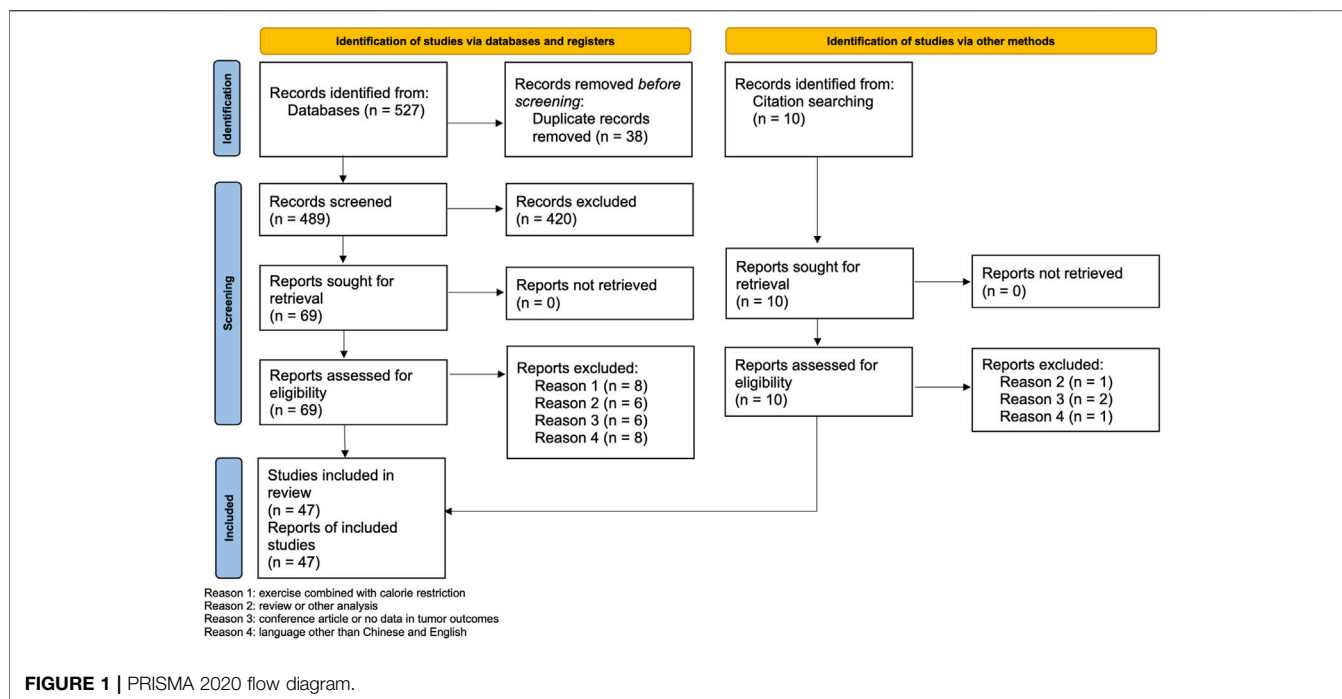 Identification of studies via databases and registers
Identification of studies via other methods
Identification
Records identified from:
Databases (n = 527)
Records removed before
screening:
Duplicate records
removed (n = 38)
Records identified from:
Citation searching
(n = 10)
Screening
Records screened
(n = 489)
Records excluded
(n = 420)
Reports sought for
retrieval
(n = 69)
Reports not retrieved
(n = 0)
Reports sought for
retrieval
(n = 10)
Reports not retrieved
(n = 0)
Reports assessed for
eligibility
(n = 69)
Reports excluded:
Reason 1 (n = 8)
Reason 2 (n = 6)
Reason 3 (n = 6)
Reason 4 (n = 8)
Reports assessed for
eligibility
(n = 10)
Reports excluded:
Reason 2 (n = 1)
Reason 3 (n = 2)
Reason 4 (n = 1)
Included
Studies included in
review
(n = 47)
Reports of included
studies
(n = 47)
Reason 1: exercise combined with calorie restriction
Reason 2: review or other analysis
Reason 3: conference article or no data in tumor outcomes
Reason 4: language other than Chinese and English
FIGURE 1 | PRISMA 2020 flow diagram.